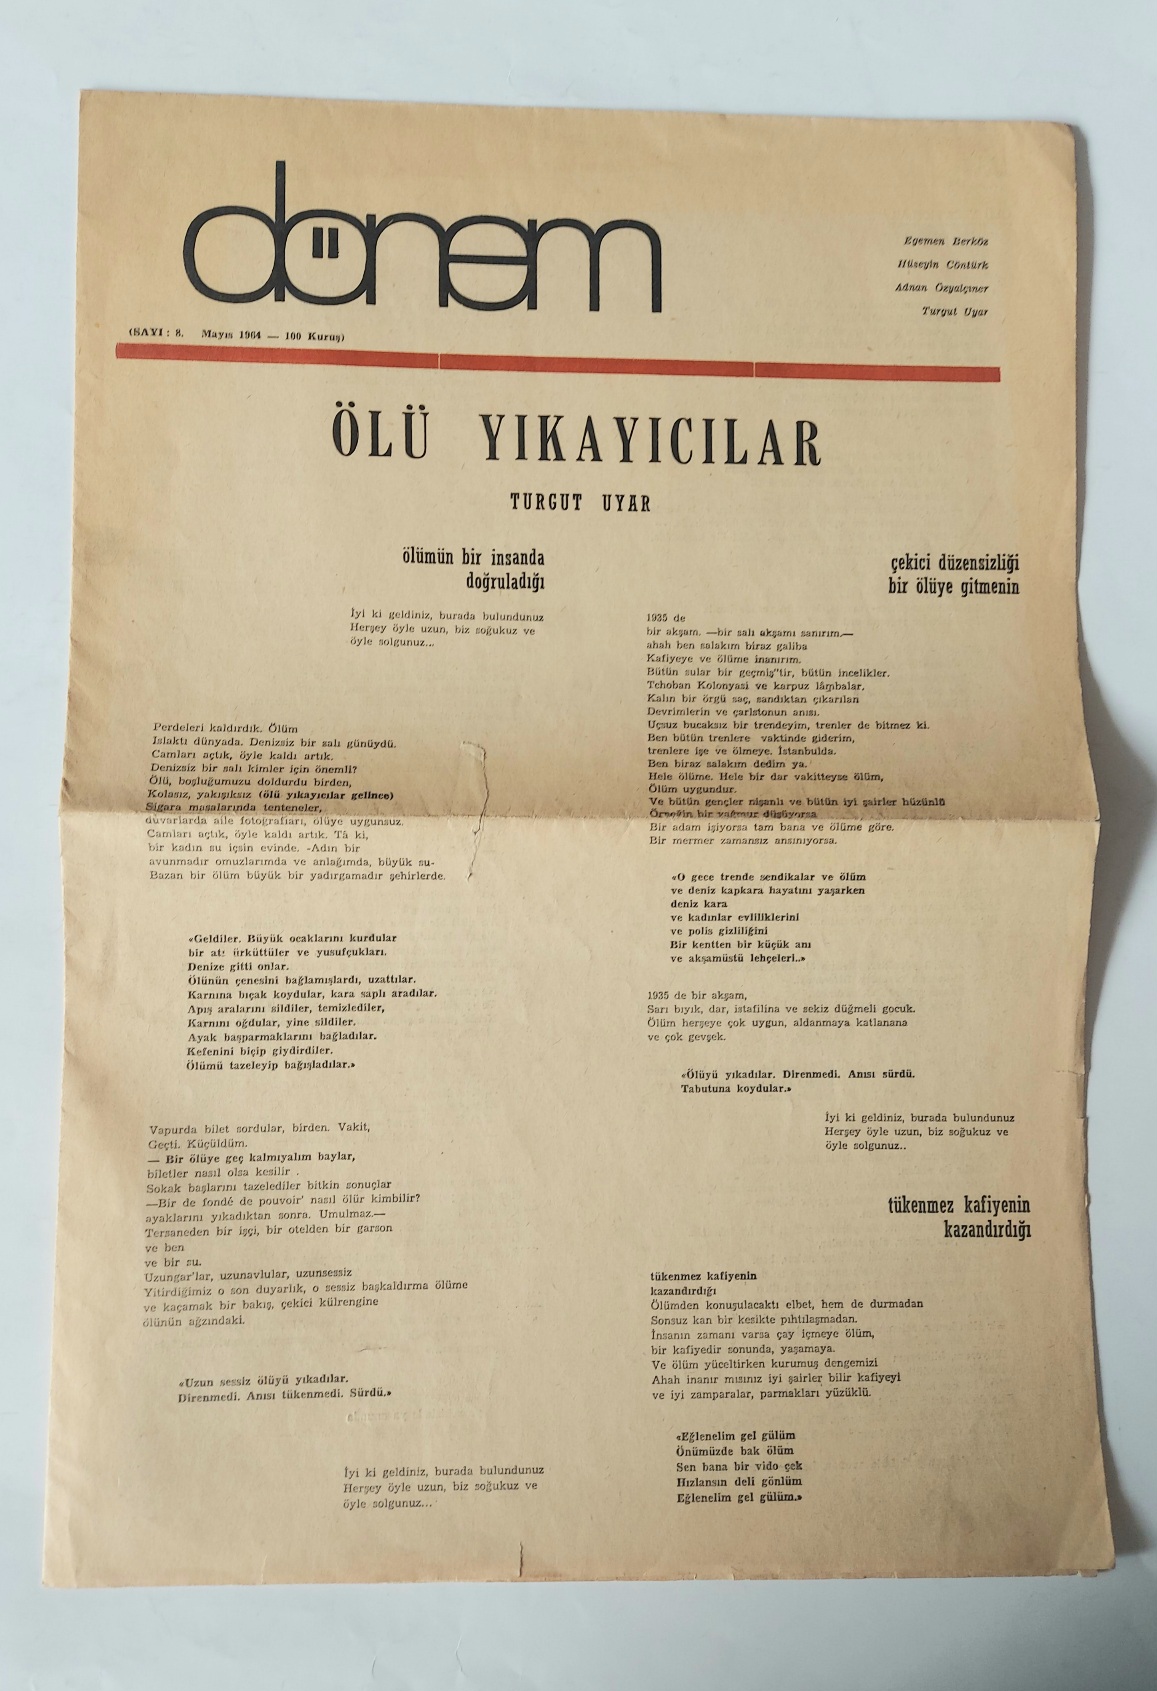 dönem
Egemen Berköz
Hüseyin Cöntürk
Adnan Özyalçıner
Turgut Uyar
(SAYI : 8. Mayıs 1964 — 100 Kuruş)
ÖLÜ YIKAYICILAR
TURGUT UYAR
ölümün bir insanda
doğruladığı
İyi ki geldiniz, burada bulundunuz
Herşey öyle uzun, biz soğukuz ve
öyle solgunuz...
Perdeleri kaldırdık. Ölüm
Islaktı dünyada. Denizsiz bir salı günüydü.
Camları açtık, öyle kaldı artık.
Denizsiz bir salı kimler için önemli?
Ölü, boşluğumuzu doldurdu birden,
Kolasız, yakışıksız (ölü yıkayıcılar gelince)
Sigara masalarında tenteneler,
duvarlarda aile fotoğrafları, ölüye uygunsuz.
Camları açtık, öyle kaldı artık. Tâ ki,
bir kadın su içsin evinde. -Adın bir
avunmadır omuzlarımda ve anlağımda, büyük su-
Bazan bir ölüm büyük bir yadırgamadır şehirlerde.
«Geldiler. Büyük ocaklarını kurdular
bir atı ürküttüler ve yusufçukları.
Denize gitti onlar.
Ölünün çenesini bağlamışlardı, uzattılar.
Karnına bıçak koydular, kara saplı aradılar.
Apış aralarını sildiler, temizlediler,
Karnını oğdular, yine sildiler.
Ayak başparmaklarını bağladılar.
Kefenini biçip giydirdiler.
Ölümü tazeleyip bağışladılar.»
Vapurda bilet sordular, birden. Vakit,
Geçti. Küçüldüm.
— Bir ölüye geç kalmıyalım baylar,
biletler nasıl olsa kesilir .
Sokak başlarını tazelediler bitkin sonuçlar
—Bir de fondé de pouvoir' nasıl ölür kimbilir?
ayaklarını yıkadıktan sonra. Umulmaz.—
Tersaneden bir işçi, bir otelden bir garson
ve ben
ve bir su.
Uzungar'lar, uzunavlular, uzunsessiz
Yitirdiğimiz o son duyarlık, o sessiz başkaldırma ölüme
ve kaçamak bir bakış, çekici külrengine
ölünün ağzındaki.
«Uzun sessiz ölüyü yıkadılar.
Direnmedi. Anısı tükenmedi. Sürdü.»
İyi ki geldiniz, burada bulundunuz
Herşey öyle uzun, biz soğukuz ve
öyle solgunuz...
çekici düzensizliği
bir ölüye gitmenin
1935 de
bir akşam. —bir salı akşamı sanırım.—
ahah ben salakım biraz galiba
Kafiyeye ve ölüme inanırım.
Bütün sular bir geçmiş"tir, bütün incelikler.
Tchoban Kolonyası ve karpuz lâmbalar.
Kalın bir örgü saç, sandıktan çıkarılan
Devrimlerin ve çarlstonun anısı.
Uçsuz bucaksız bir trendeyim, trenler de bitmez ki.
Ben bütün trenlere vaktinde giderim,
trenlere işe ve ölmeye. İstanbulda.
Ben biraz salakım dedim ya.
Hele ölüme. Hele bir dar vakitteyse ölüm,
Ölüm uygundur.
Ve bütün gençler nişanlı ve bütün iyi şairler hüzünlü
Örneğin bir yağmur düşüyorsa
Bir adam işiyorsa tam bana ve ölüme göre.
Bir mermer zamansız ansınıyorsa.
«O gece trende sendikalar ve ölüm
ve deniz kapkara hayatını yaşarken
deniz kara
ve kadınlar evliliklerini
ve polis gizliliğini
Bir kentten bir küçük anı
ve akşamüstü lehçeleri..»
1935 de bir akşam,
Sarı bıyık, dar, istafilina ve sekiz düğmeli gocuk.
Ölüm herşeye çok uygun, aldanmaya katlanana
ve çok gevşek.
«Ölüyü yıkadılar. Direnmedi. Anısı sürdü.
Tabutuna koydular.»
İyi ki geldiniz, burada bulundunuz
Herşey öyle uzun, biz soğukuz ve
öyle solgunuz..
tükenmez kafiyenin
kazandırdığı
tükenmez kafiyenin
kazandırdığı
Ölümden konuşulacaktı elbet, hem de durmadan
Sonsuz kan bir kesikte pıhtılaşmadan.
İnsanın zamanı varsa çay içmeye ölüm,
bir kafiyedir sonunda, yaşamaya.
Ve ölüm yüceltirken kurumuş dengemizi
Ahah inanır mısınız iyi şairler bilir kafiyeyi
ve iyi zamparalar, parmakları yüzüklü.
«Eğlenelim gel gülüm
Önümüzde bak ölüm
Sen bana bir vido çek
Hızlansın deli gönlüm
Eğlenelim gel gülüm.»